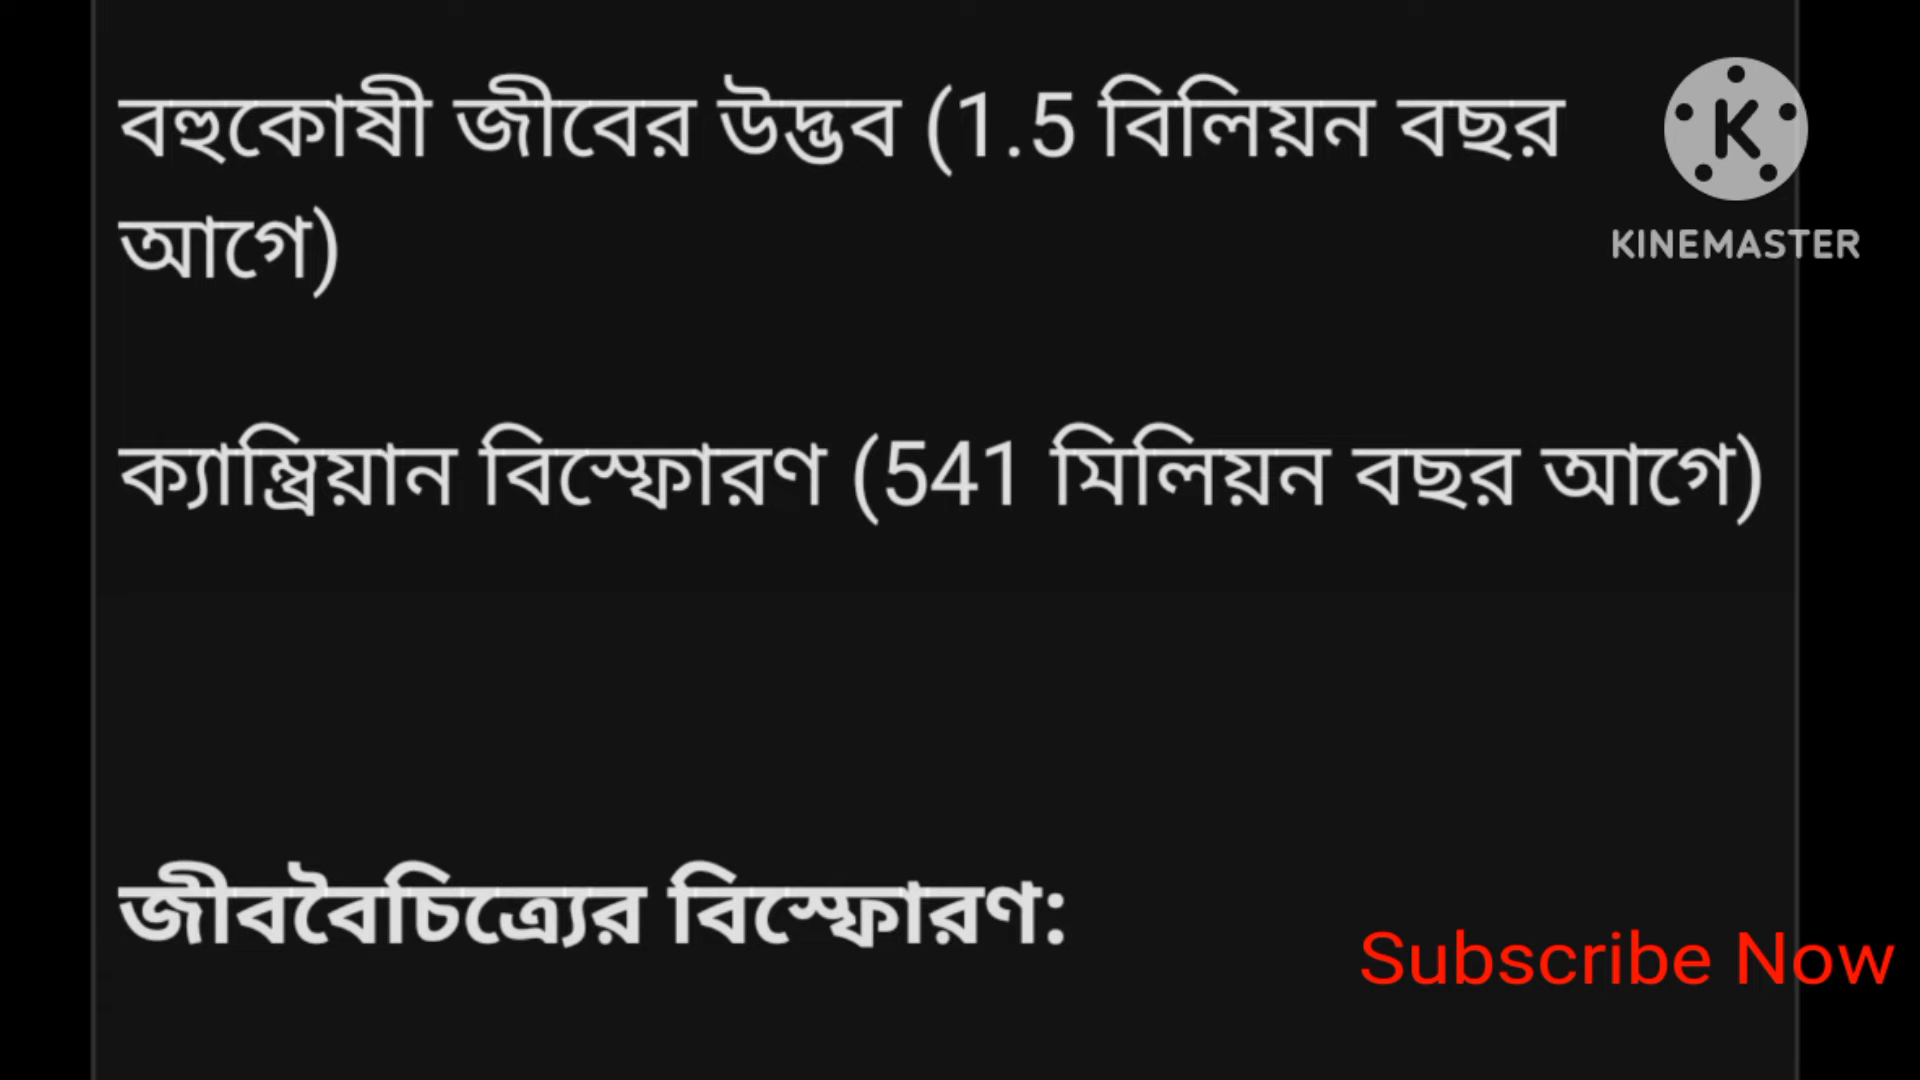 বহুকোষী জীবের উদ্ভব (1.5 বিলিয়ন বছর
আগে)
KINEMASTER
ক্যাম্ব্রিয়ান বিস্ফোরণ (541 মিলিয়ন বছর আগে)
জীববৈচিত্র্যের বিস্ফোরণ:
Subscribe Now